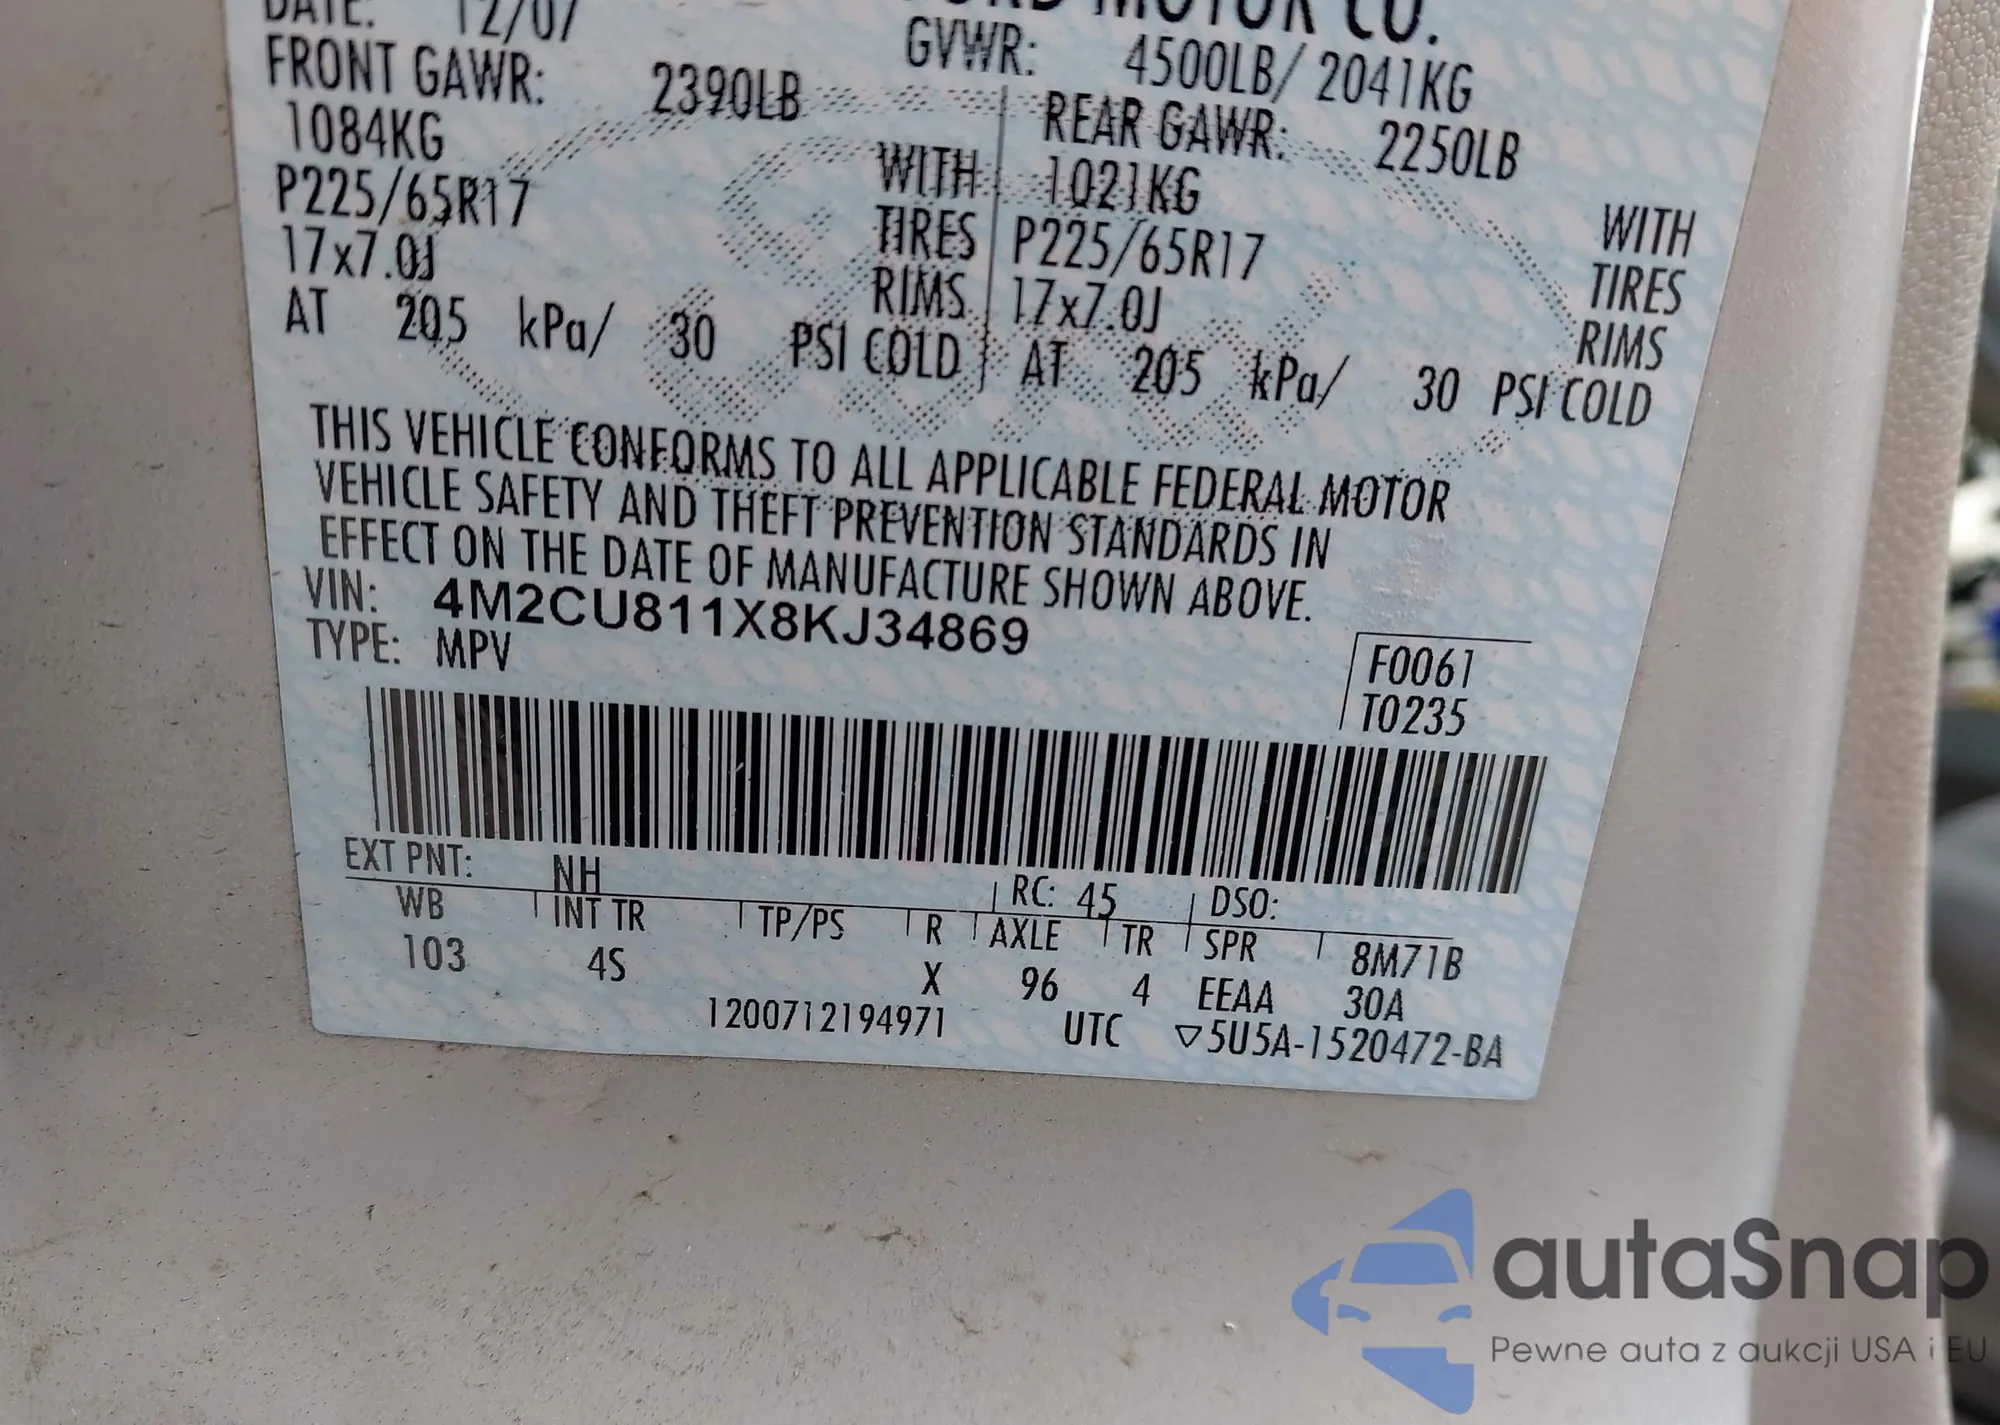 DATE: 12/07
FORD MOTOR CO.
FRONT GAWR: 2390LB
GVWR: 4500LB/ 2041KG
1084KG WITH
REAR GAWR: 2250LB
P225/65R17 TIRES
1021KG WITH
17x7.0J RIMS
P225/65R17 TIRES
AT 205 kPa/ 30 PSI COLD
17x7.0J RIMS
AT 205 kPa/ 30 PSI COLD
THIS VEHICLE CONFORMS TO ALL APPLICABLE FEDERAL MOTOR
VEHICLE SAFETY AND THEFT PREVENTION STANDARDS IN
EFFECT ON THE DATE OF MANUFACTURE SHOWN ABOVE.
VIN: 4M2CU811X8KJ34869
TYPE: MPV
F0061
T0235
EXT PNT: NH RC: 45 DSO:
WB INT TR TP/PS R AXLE TR SPR 8M71B
103 4S X 96 4 EEAA 30A
1200712194971 UTC ▽5U5A-1520472-BA
autaSnap
Pewne auta z aukcji USA i EU